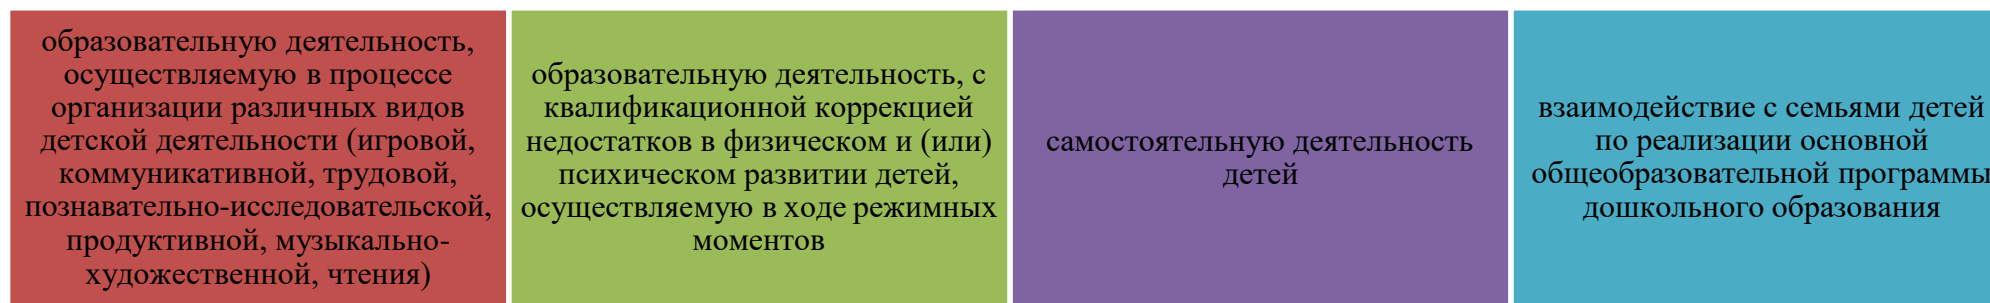 образовательную деятельность,
осуществляемую в процессе
организации различных видов
детской деятельности (игровой,
коммуникативной, трудовой,
познавательно-исследовательской,
продуктивной, музыкально-
художественной, чтения)
образовательную деятельность, с
квалификационной коррекцией
недостатков в физическом и (или)
психическом развитии детей,
осуществляемую в ходе режимных
моментов
самостоятельную деятельность
детей
взаимодействие с семьями детей
по реализации основной
общеобразовательной программы
дошкольного образования